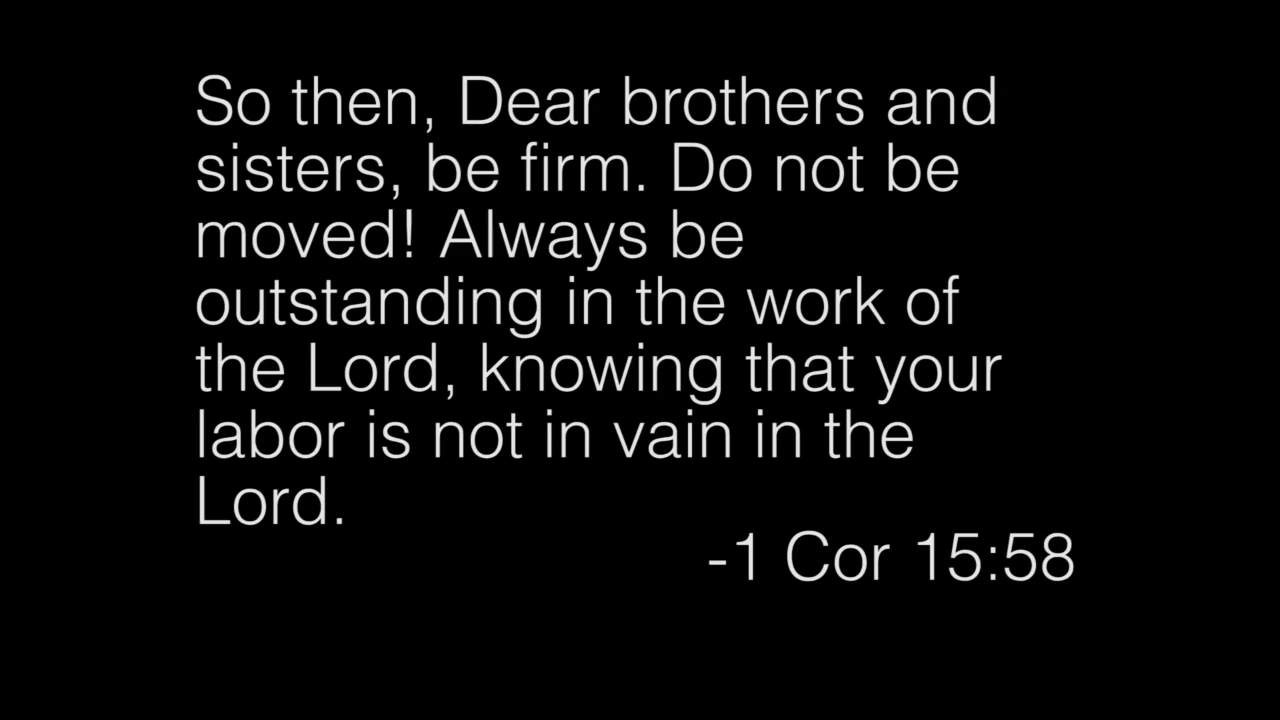 So then, Dear brothers and
sisters, be firm. Do not be
moved! Always be
outstanding in the work of
the Lord, knowing that your
labor is not in vain in the
Lord.
-1 Cor 15:58